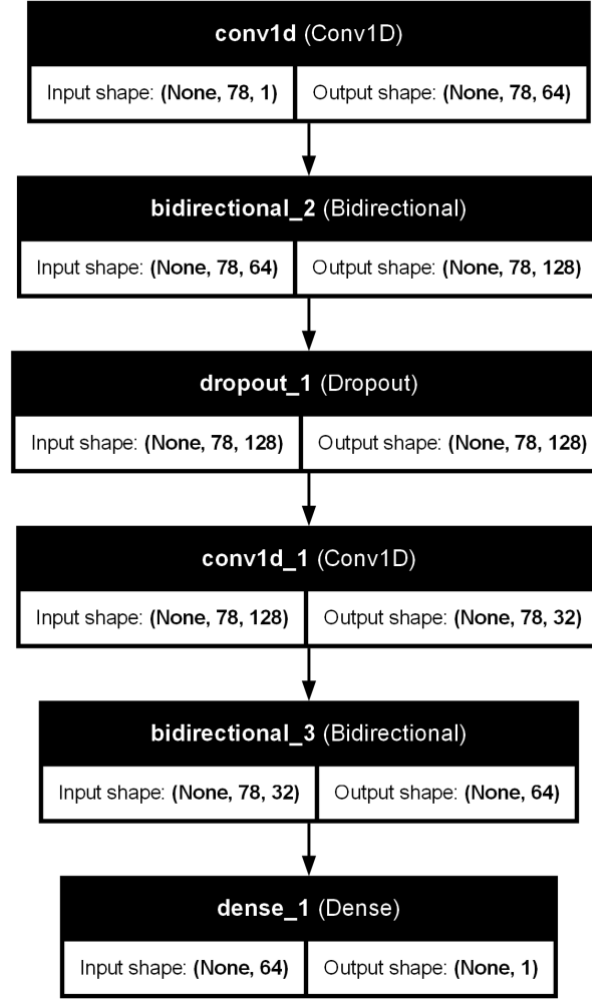 conv1d (Conv1D)
Input shape: (None, 78, 1) Output shape: (None, 78, 64)
bidirectional_2 (Bidirectional)
Input shape: (None, 78, 64) Output shape: (None, 78, 128)
dropout_1 (Dropout)
Input shape: (None, 78, 128) Output shape: (None, 78, 128)
conv1d_1 (Conv1D)
Input shape: (None, 78, 128) Output shape: (None, 78, 32)
bidirectional_3 (Bidirectional)
Input shape: (None, 78, 32) Output shape: (None, 64)
dense_1 (Dense)
Input shape: (None, 64) Output shape: (None, 1)